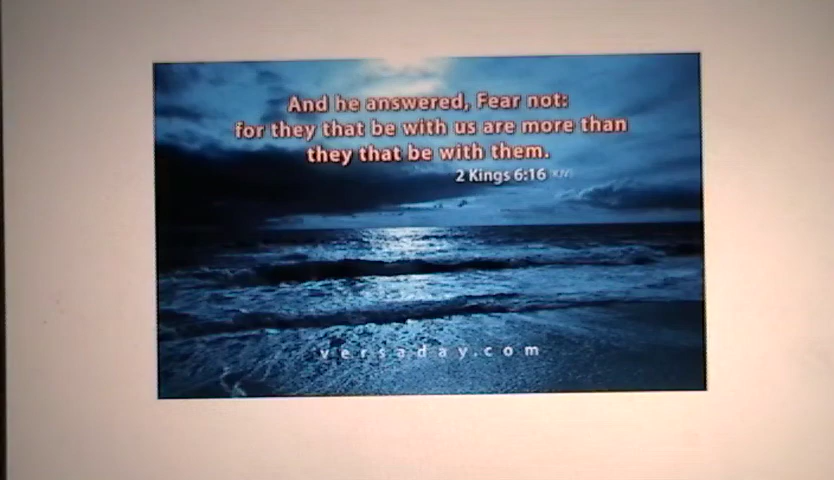 And he answered, Fear not:
for they that be with us are more than
they that be with them.
2 Kings 6:16 KJV
versaday.com